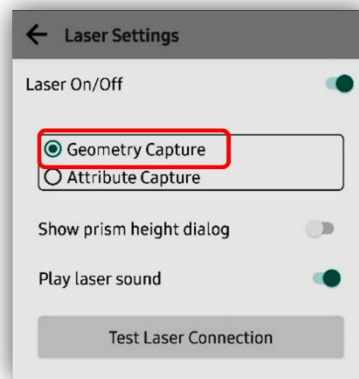 Laser Settings
Laser On/Off
Geometry Capture
Attribute Capture
Show prism height dialog
Play laser sound
Test Laser Connection